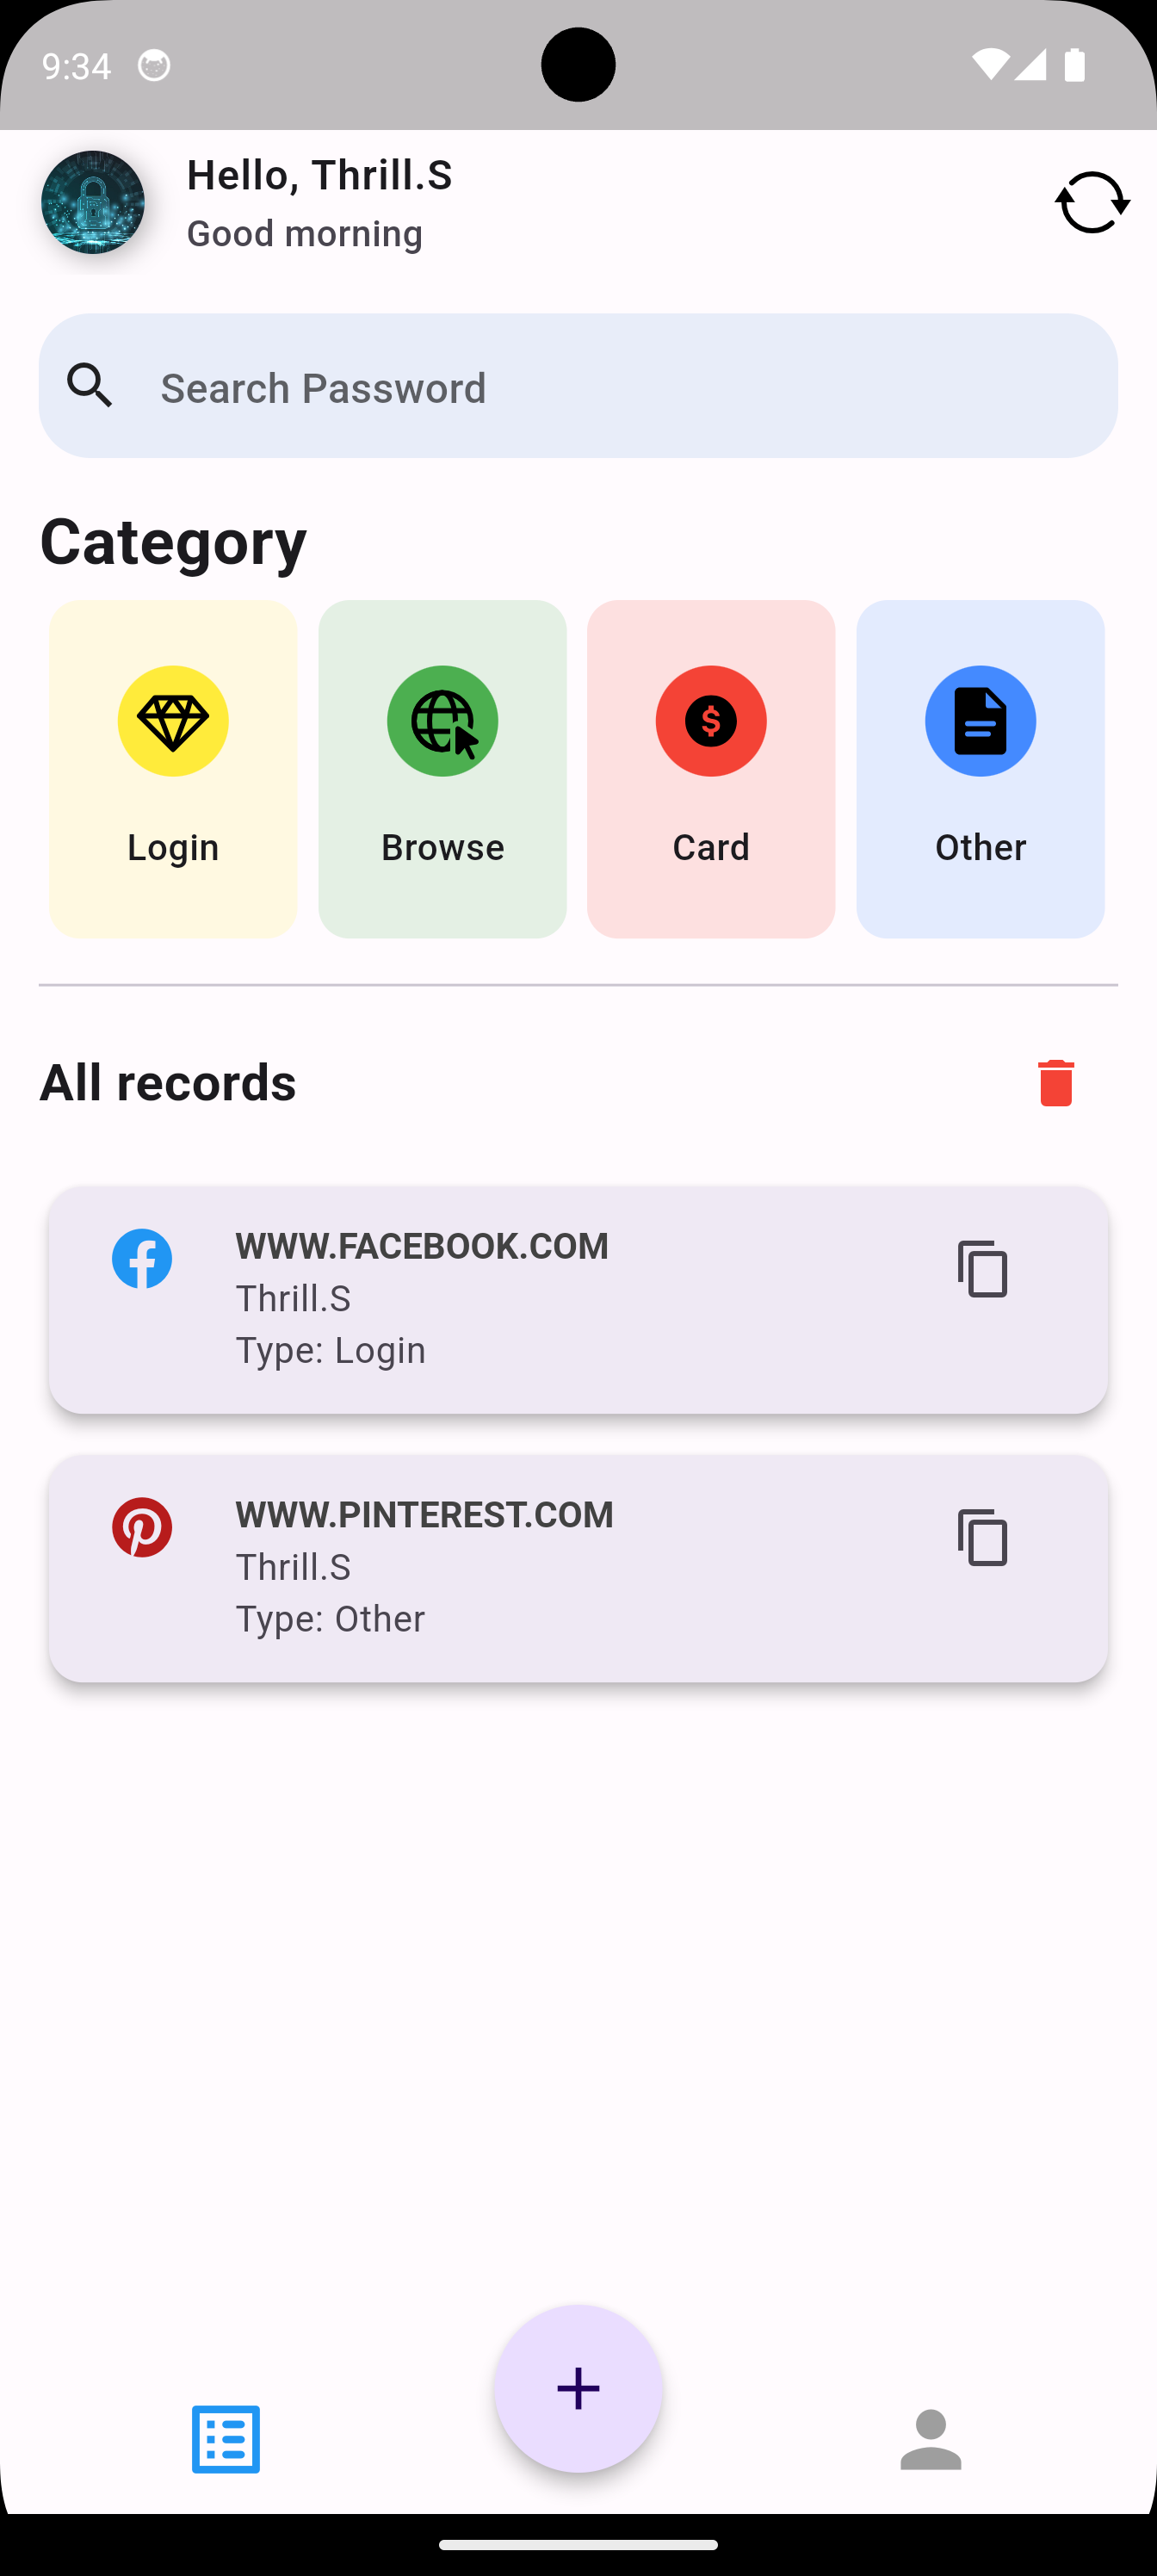 9:34
Hello, Thrill.S
Good morning
Search Password
Category
Login
Browse
Card
Other
All records
WWW.FACEBOOK.COM
Thrill.S
Type: Login
WWW.PINTEREST.COM
Thrill.S
Type: Other